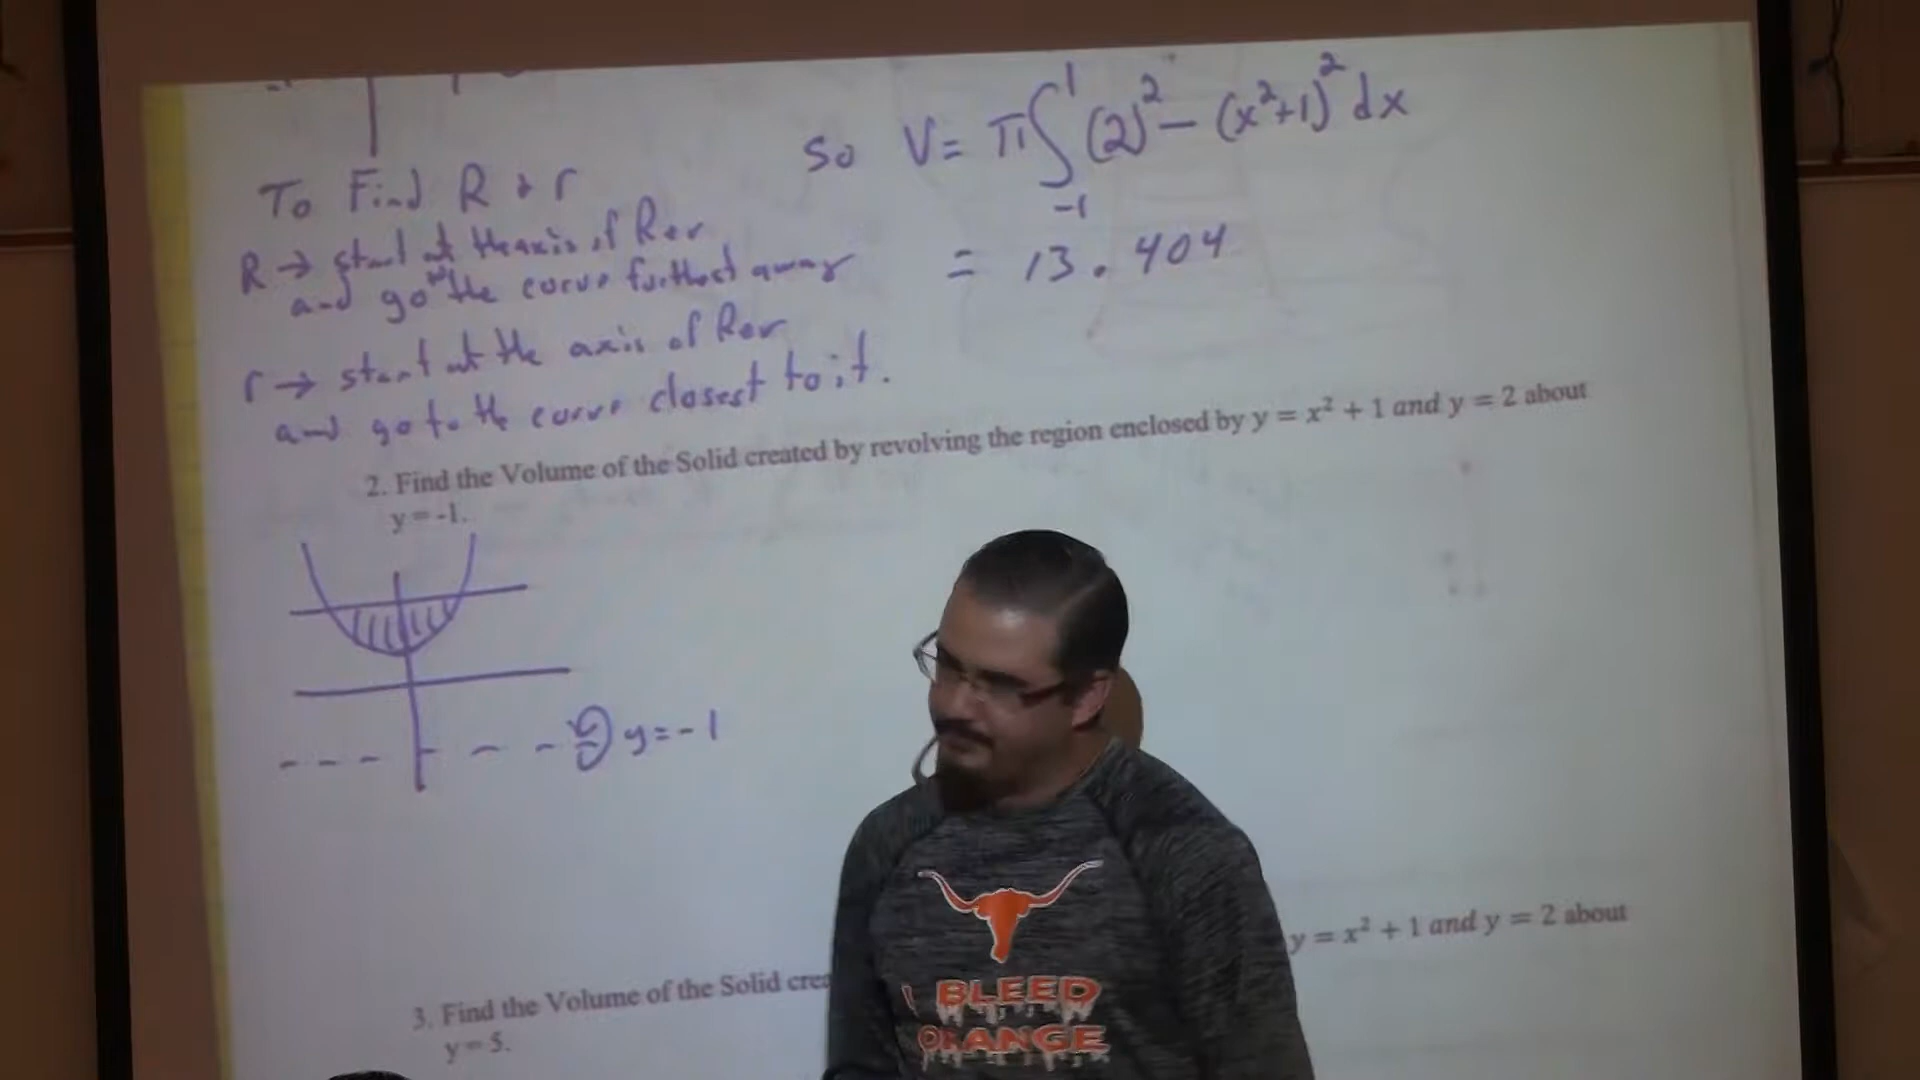 So V = π∫₋₁¹ (2)² − (x²+1)² dx
= 13.404
To Find R + r
R → start at the axis of Rev
and go to the curve furthest away
r → start at the axis of Rev
and go to the curve closest to it.
2. Find the Volume of the Solid created by revolving the region enclosed by y = x² + 1 and y = 2 about
y = -1.
y = - 1
3. Find the Volume of the Solid crea
y = x² + 1 and y = 2 about
y = 5.
I BLEED
ORANGE